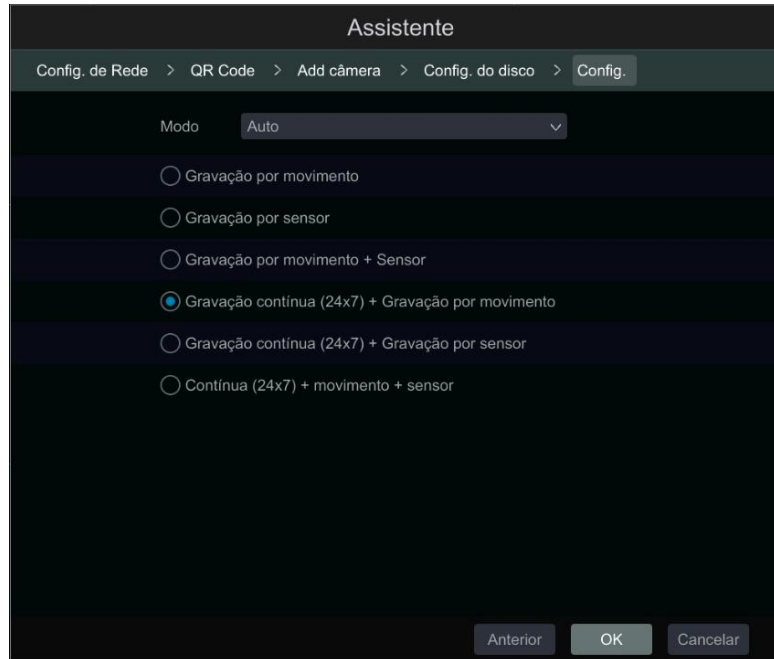 Assistente
Config. de Rede > QR Code > Add câmera > Config. do disco > Config.
Modo Auto
Gravação por movimento
Gravação por sensor
Gravação por movimento + Sensor
Gravação contínua (24x7) + Gravação por movimento
Gravação contínua (24x7) + Gravação por sensor
Contínua (24x7) + movimento + sensor
Anterior OK Cancelar